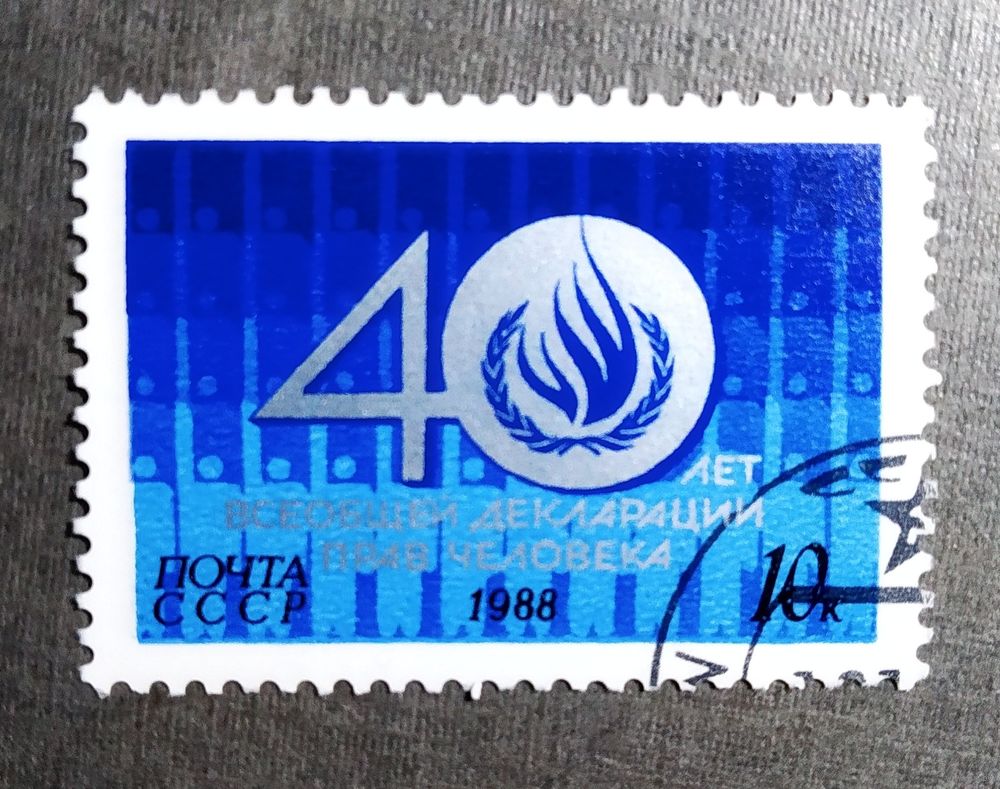 40
ЛЕТ
ВСЕОБЩЕЙ ДЕКЛАРАЦИИ
ПРАВ ЧЕЛОВЕКА
ПОЧТА
СССР
1988
10к